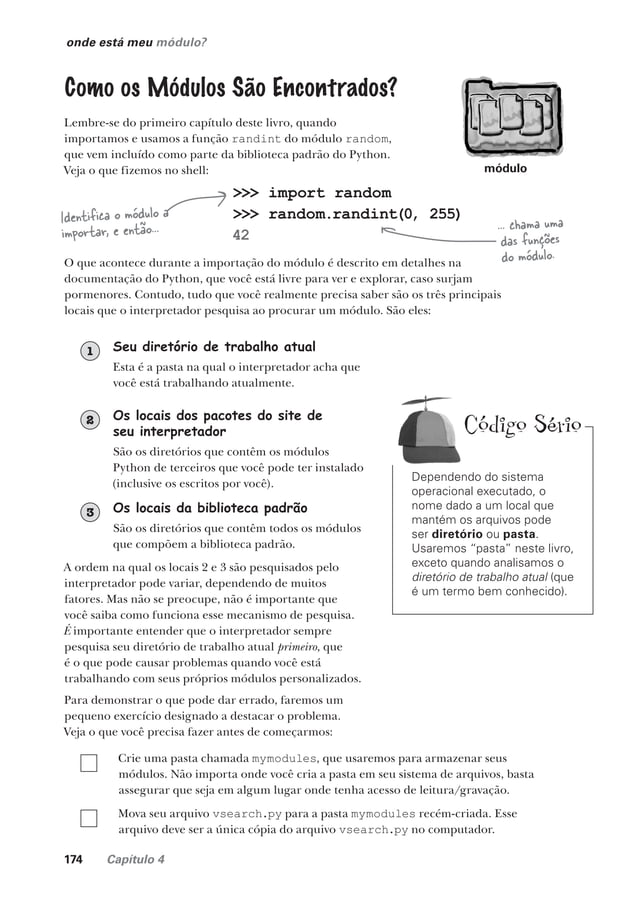 onde está meu módulo?
Como os Módulos São Encontrados?
Lembre-se do primeiro capítulo deste livro, quando
importamos e usamos a função randint do módulo random,
que vem incluído como parte da biblioteca padrão do Python.
Veja o que fizemos no shell:
módulo
>>> import random
>>> random.randint(0, 255)
42
Identifica o módulo a
importar, e então...
... chama uma
das funções
do módulo.
O que acontece durante a importação do módulo é descrito em detalhes na
documentação do Python, que você está livre para ver e explorar, caso surjam
pormenores. Contudo, tudo que você realmente precisa saber são os três principais
locais que o interpretador pesquisa ao procurar um módulo. São eles:
1 Seu diretório de trabalho atual
Esta é a pasta na qual o interpretador acha que
você está trabalhando atualmente.
2 Os locais dos pacotes do site de
seu interpretador
São os diretórios que contêm os módulos
Python de terceiros que você pode ter instalado
(inclusive os escritos por você).
3 Os locais da biblioteca padrão
São os diretórios que contêm todos os módulos
que compõem a biblioteca padrão.
A ordem na qual os locais 2 e 3 são pesquisados pelo
interpretador pode variar, dependendo de muitos
fatores. Mas não se preocupe, não é importante que
você saiba como funciona esse mecanismo de pesquisa.
É importante entender que o interpretador sempre
pesquisa seu diretório de trabalho atual primeiro, que
é o que pode causar problemas quando você está
trabalhando com seus próprios módulos personalizados.
Código Sério
Dependendo do sistema
operacional executado, o
nome dado a um local que
mantém os arquivos pode
ser diretório ou pasta.
Usaremos “pasta” neste livro,
exceto quando analisamos o
diretório de trabalho atual (que
é um termo bem conhecido).
Para demonstrar o que pode dar errado, faremos um
pequeno exercício designado a destacar o problema.
Veja o que você precisa fazer antes de começarmos:
Crie uma pasta chamada mymodules, que usaremos para armazenar seus
módulos. Não importa onde você cria a pasta em seu sistema de arquivos, basta
assegurar que seja em algum lugar onde tenha acesso de leitura/gravação.
Mova seu arquivo vsearch.py para a pasta mymodules recém-criada. Esse
arquivo deve ser a única cópia do arquivo vsearch.py no computador.
174 Capítulo 4